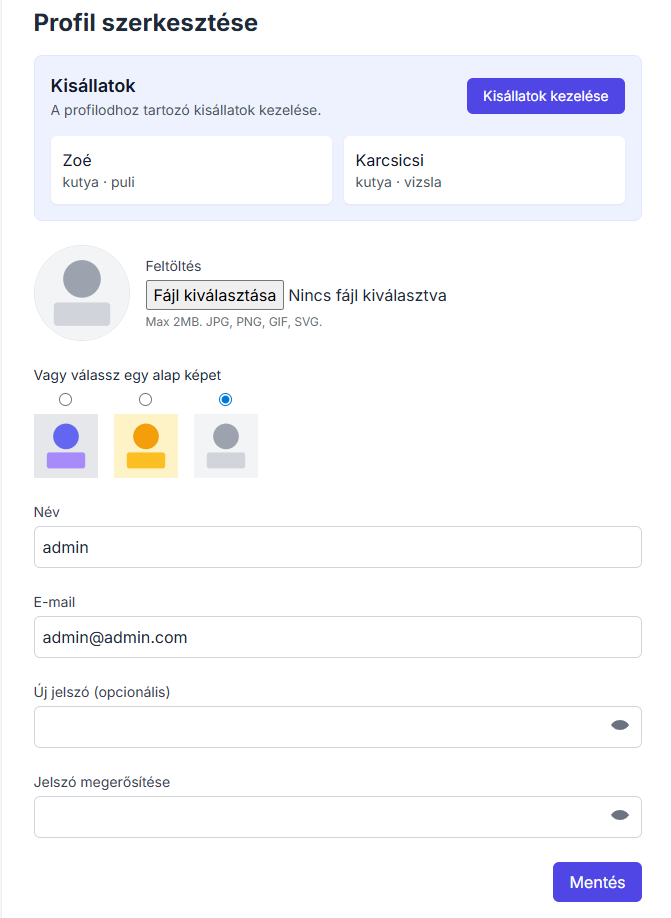 Profil szerkesztése
Kisállatok
A profilodhoz tartozó kisállatok kezelése.
Kisállatok kezelése
Zoé
kutya · puli
Karcsicsi
kutya · vizsla
Feltöltés
Fájl kiválasztása Nincs fájl kiválasztva
Max 2MB. JPG, PNG, GIF, SVG.
Vagy válassz egy alap képet
Név
admin
E-mail
admin@admin.com
Új jelszó (opcionális)
Jelszó megerősítése
Mentés